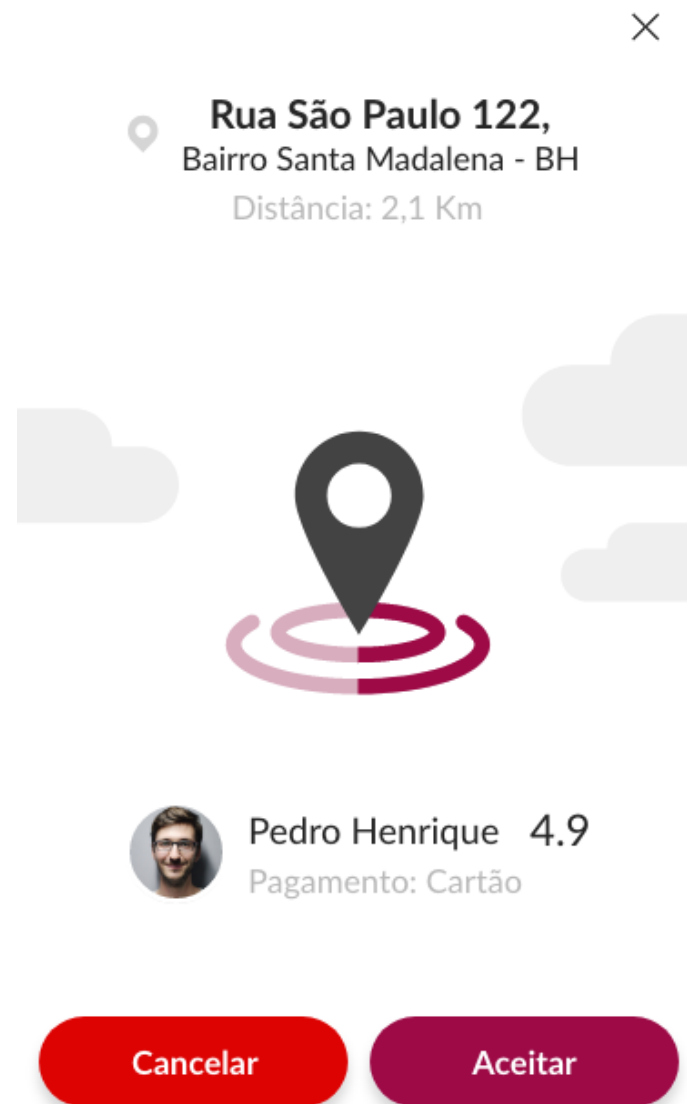 Rua São Paulo 122,
Bairro Santa Madalena - BH
Distância: 2,1 Km
Pedro Henrique 4.9
Pagamento: Cartão
Cancelar Aceitar